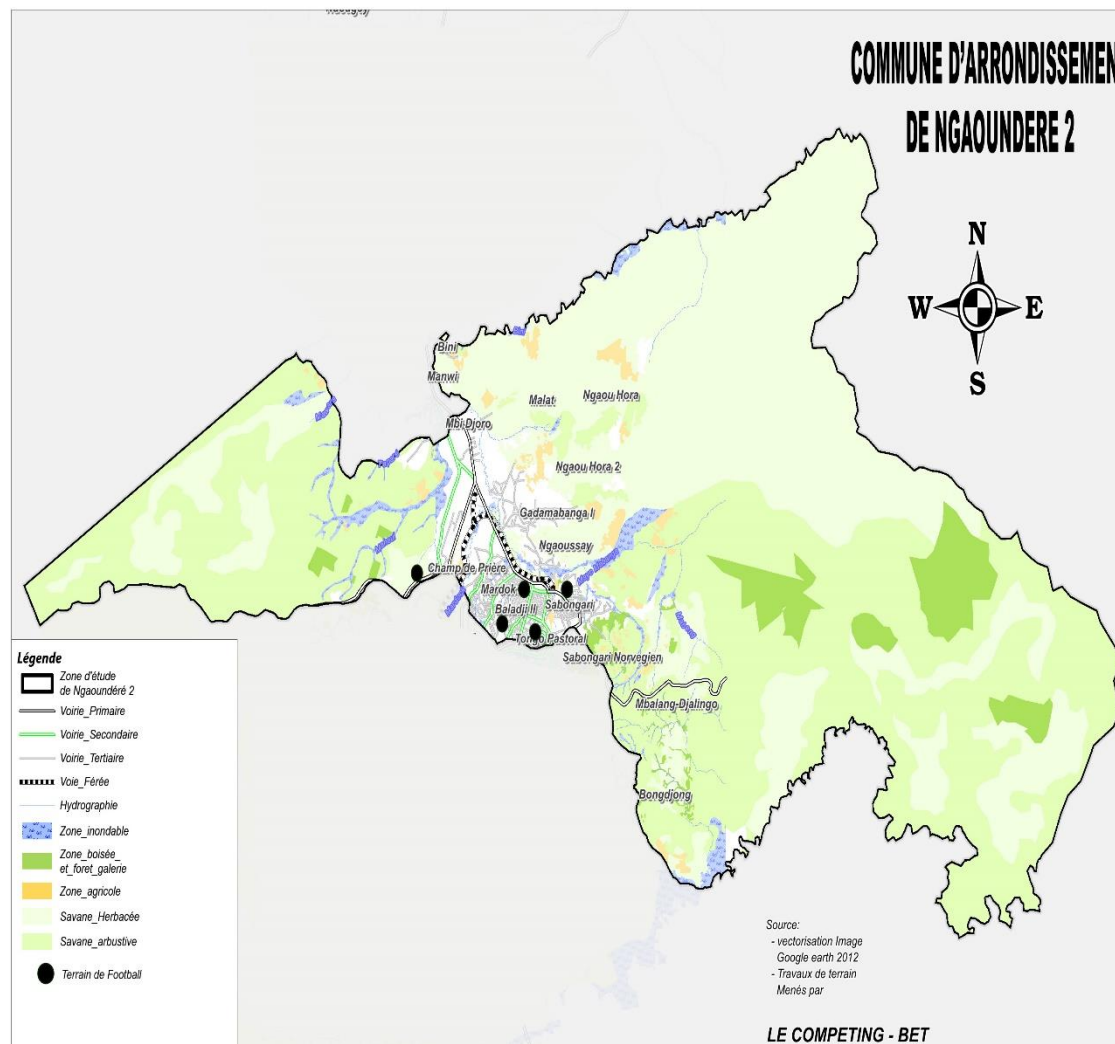 COMMUNE D'ARRONDISSEMEN
DE NGAOUNDERE 2
N
W E
S
Bini
Manwi
Malat
Ngaou Hora
Mbi Djoro
Ngaou Hora 2
Gadamabanga I
Ngaoussay
Champ de Prière
Mardok
Sabongari
Baladji II
Tongo Pastoral
Sabongari Norvegien
Mbalang-Djalingo
Bongdjong
Légende
Zone d'étude
de Ngaoundéré 2
Voirie_Primaire
Voirie_Secondaire
Voirie_Tertiaire
Voie_Férée
Hydrographie
Zone_inondable
Zone_boisée_
et_foret_galerie
Zone_agricole
Savane_Herbacée
Savane_arbustive
Terrain de Football
Source:
- vectorisation Image
Google earth 2012
- Travaux de terrain
Menés par
LE COMPETING - BET